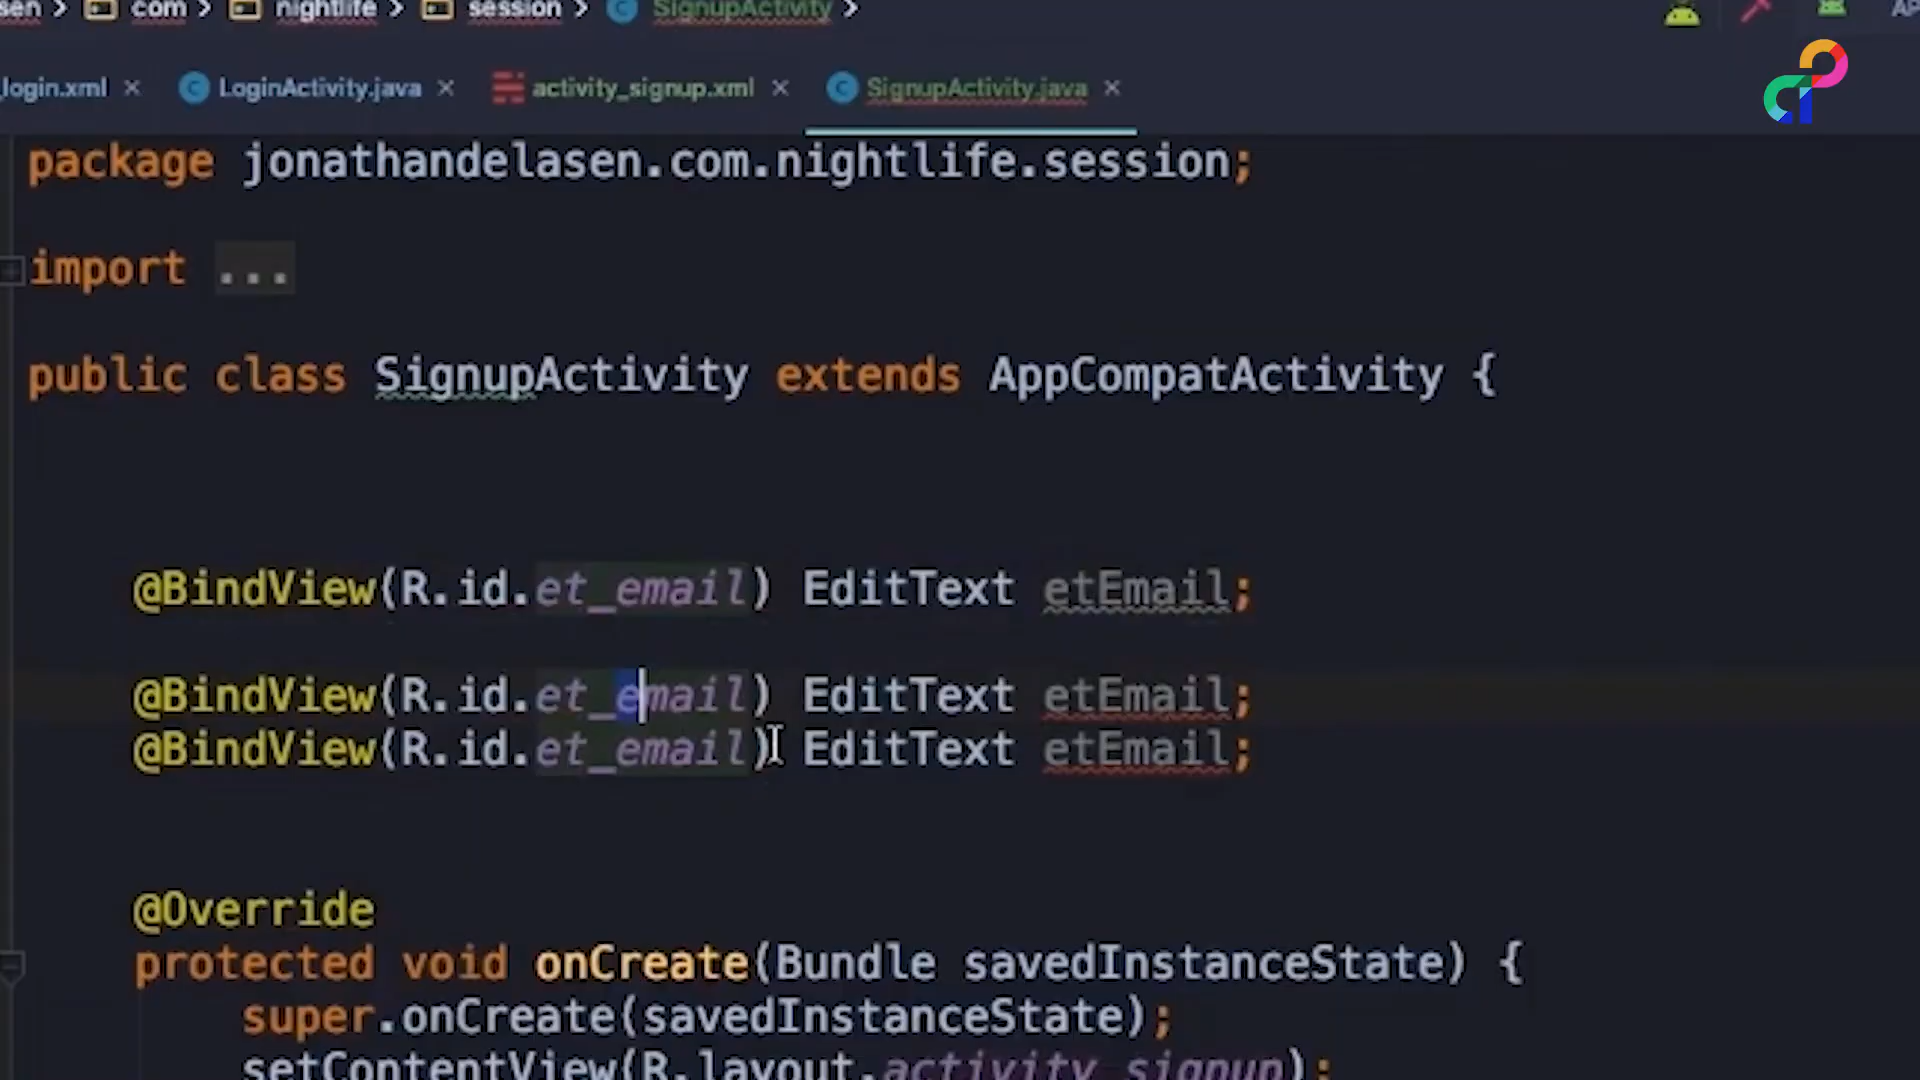 com > nightlife > session > SignupActivity >
_login.xml × LoginActivity.java × activity_signup.xml × SignupActivity.java ×
package jonathandelasen.com.nightlife.session;
import ...
public class SignupActivity extends AppCompatActivity {
@BindView(R.id.et_email) EditText etEmail;
@BindView(R.id.et_email) EditText etEmail;
@BindView(R.id.et_email) EditText etEmail;
@Override
protected void onCreate(Bundle savedInstanceState) {
super.onCreate(savedInstanceState);
setContentView(R.layout.activity_signup);